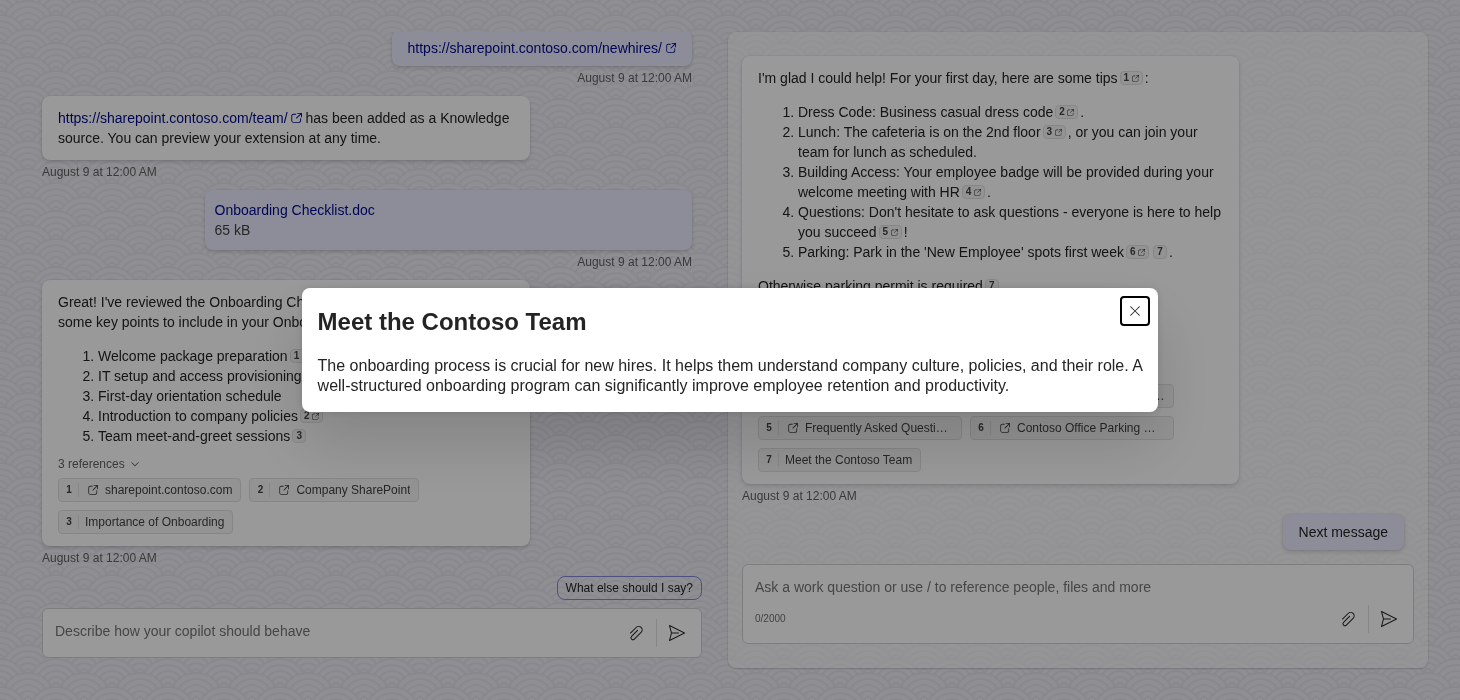 https://sharepoint.contoso.com/newhires/
August 9 at 12:00 AM
https://sharepoint.contoso.com/team/ has been added as a Knowledge
source. You can preview your extension at any time.
August 9 at 12:00 AM
Onboarding Checklist.doc
65 kB
August 9 at 12:00 AM
Great! I've reviewed the Onboarding
some key points to include in your
1. Welcome package preparation 1
2. IT setup and access provisioning
3. First-day orientation schedule
4. Introduction to company policies 2
5. Team meet-and-greet sessions 3
3 references
1 sharepoint.contoso.com 2 Company SharePoint
3 Importance of Onboarding
August 9 at 12:00 AM
What else should I say?
Describe how your copilot should behave
Meet the Contoso Team
The onboarding process is crucial for new hires. It helps them understand company culture, policies, and their role. A
well-structured onboarding program can significantly improve employee retention and productivity.
I'm glad I could help! For your first day, here are some tips 1 :
1. Dress Code: Business casual dress code 2 .
2. Lunch: The cafeteria is on the 2nd floor 3 , or you can join your
team for lunch as scheduled.
3. Building Access: Your employee badge will be provided during your
welcome meeting with HR 4 .
4. Questions: Don't hesitate to ask questions - everyone is here to help
you succeed 5 !
5. Parking: Park in the 'New Employee' spots first week 6 7 .
Otherwise parking permit is required 7
5 Frequently Asked Questi… 6 Contoso Office Parking …
7 Meet the Contoso Team
August 9 at 12:00 AM
Next message
Ask a work question or use / to reference people, files and more
0/2000